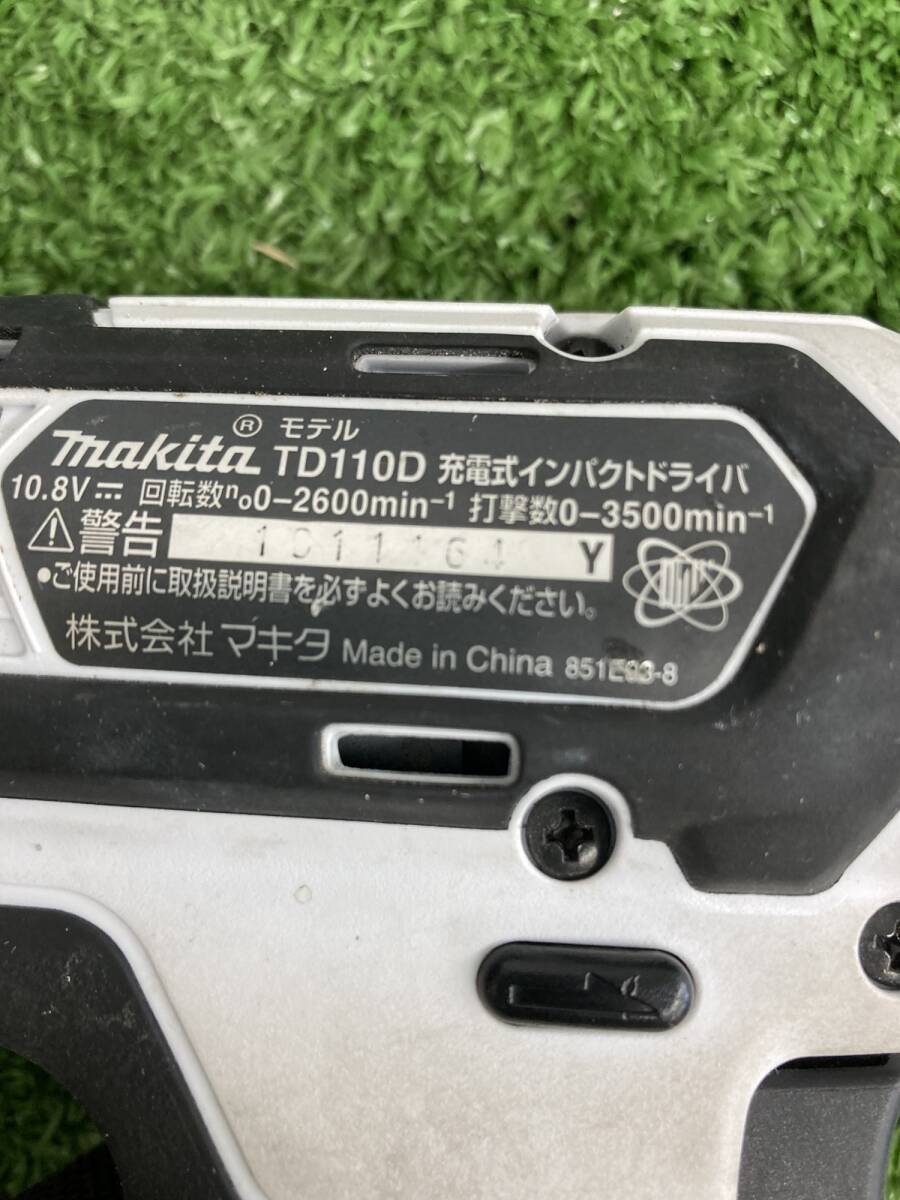 makita® モデル TD110D 充電式インパクトドライバ
10.8V⎓ 回転数n₀0-2600min⁻¹ 打撃数0-3500min⁻¹
⚠警告 Y
●ご使用前に取扱説明書を必ずよくお読みください。
株式会社 マキタ Made in China